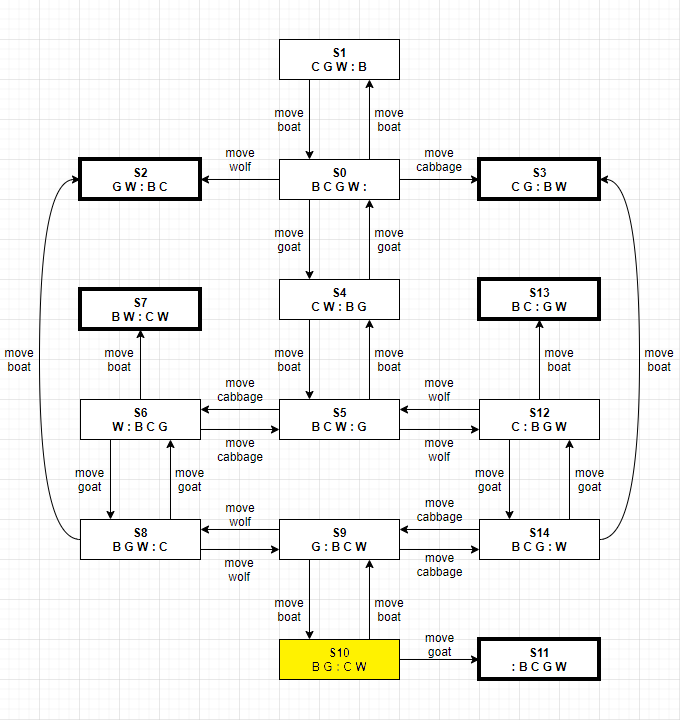 S1
C G W : B
move
boat
move
boat
S2
G W : B C
move
wolf
S0
B C G W :
move
cabbage
S3
C G : B W
move
goat
move
goat
S7
B W : C W
S4
C W : B G
S13
B C : G W
move
boat
move
boat
move
boat
move
boat
move
boat
move
boat
S6
W : B C G
move
cabbage
move
cabbage
S5
B C W : G
move
wolf
move
wolf
S12
C : B G W
move
goat
move
goat
move
goat
move
goat
S8
B G W : C
move
wolf
move
wolf
S9
G : B C W
move
cabbage
move
cabbage
S14
B C G : W
move
boat
move
boat
S10
B G : C W
move
goat
S11
: B C G W